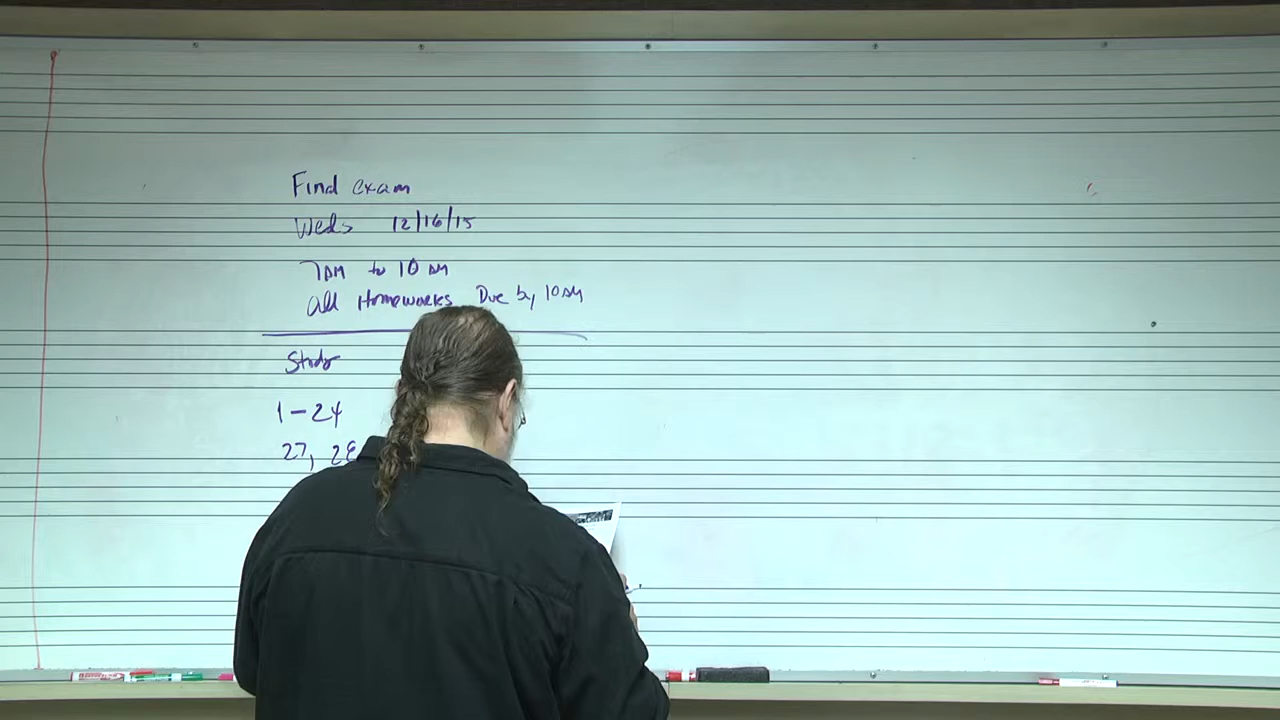 Final exam
Weds 12/16/15
7AM to 10 AM
All Homeworks Due by 10AM
Study
1-24
27, 28